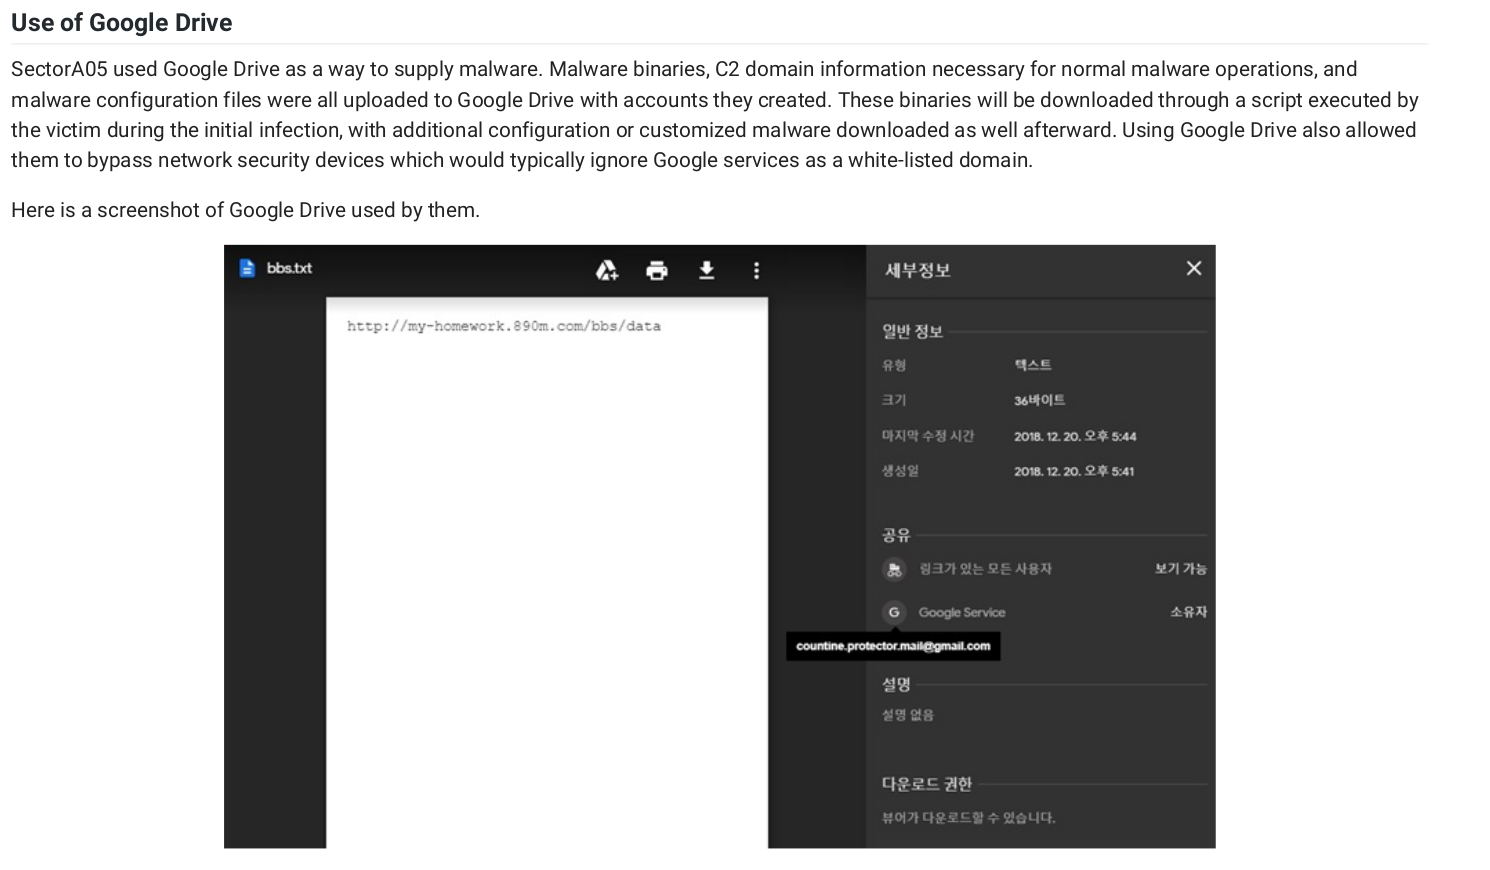 Use of Google Drive
SectorA05 used Google Drive as a way to supply malware. Malware binaries, C2 domain information necessary for normal malware operations, and
malware configuration files were all uploaded to Google Drive with accounts they created. These binaries will be downloaded through a script executed by
the victim during the initial infection, with additional configuration or customized malware downloaded as well afterward. Using Google Drive also allowed
them to bypass network security devices which would typically ignore Google services as a white-listed domain.
Here is a screenshot of Google Drive used by them.
bbs.txt
http://my-homework.890m.com/bbs/data
세부정보
일반 정보
유형 텍스트
크기 36바이트
마지막 수정 시간 2018. 12. 20. 오후 5:44
생성일 2018. 12. 20. 오후 5:41
공유
링크가 있는 모든 사용자 보기 가능
G Google Service 소유자
countine.protector.mail@gmail.com
설명
설명 없음
다운로드 권한
뷰어가 다운로드할 수 있습니다.